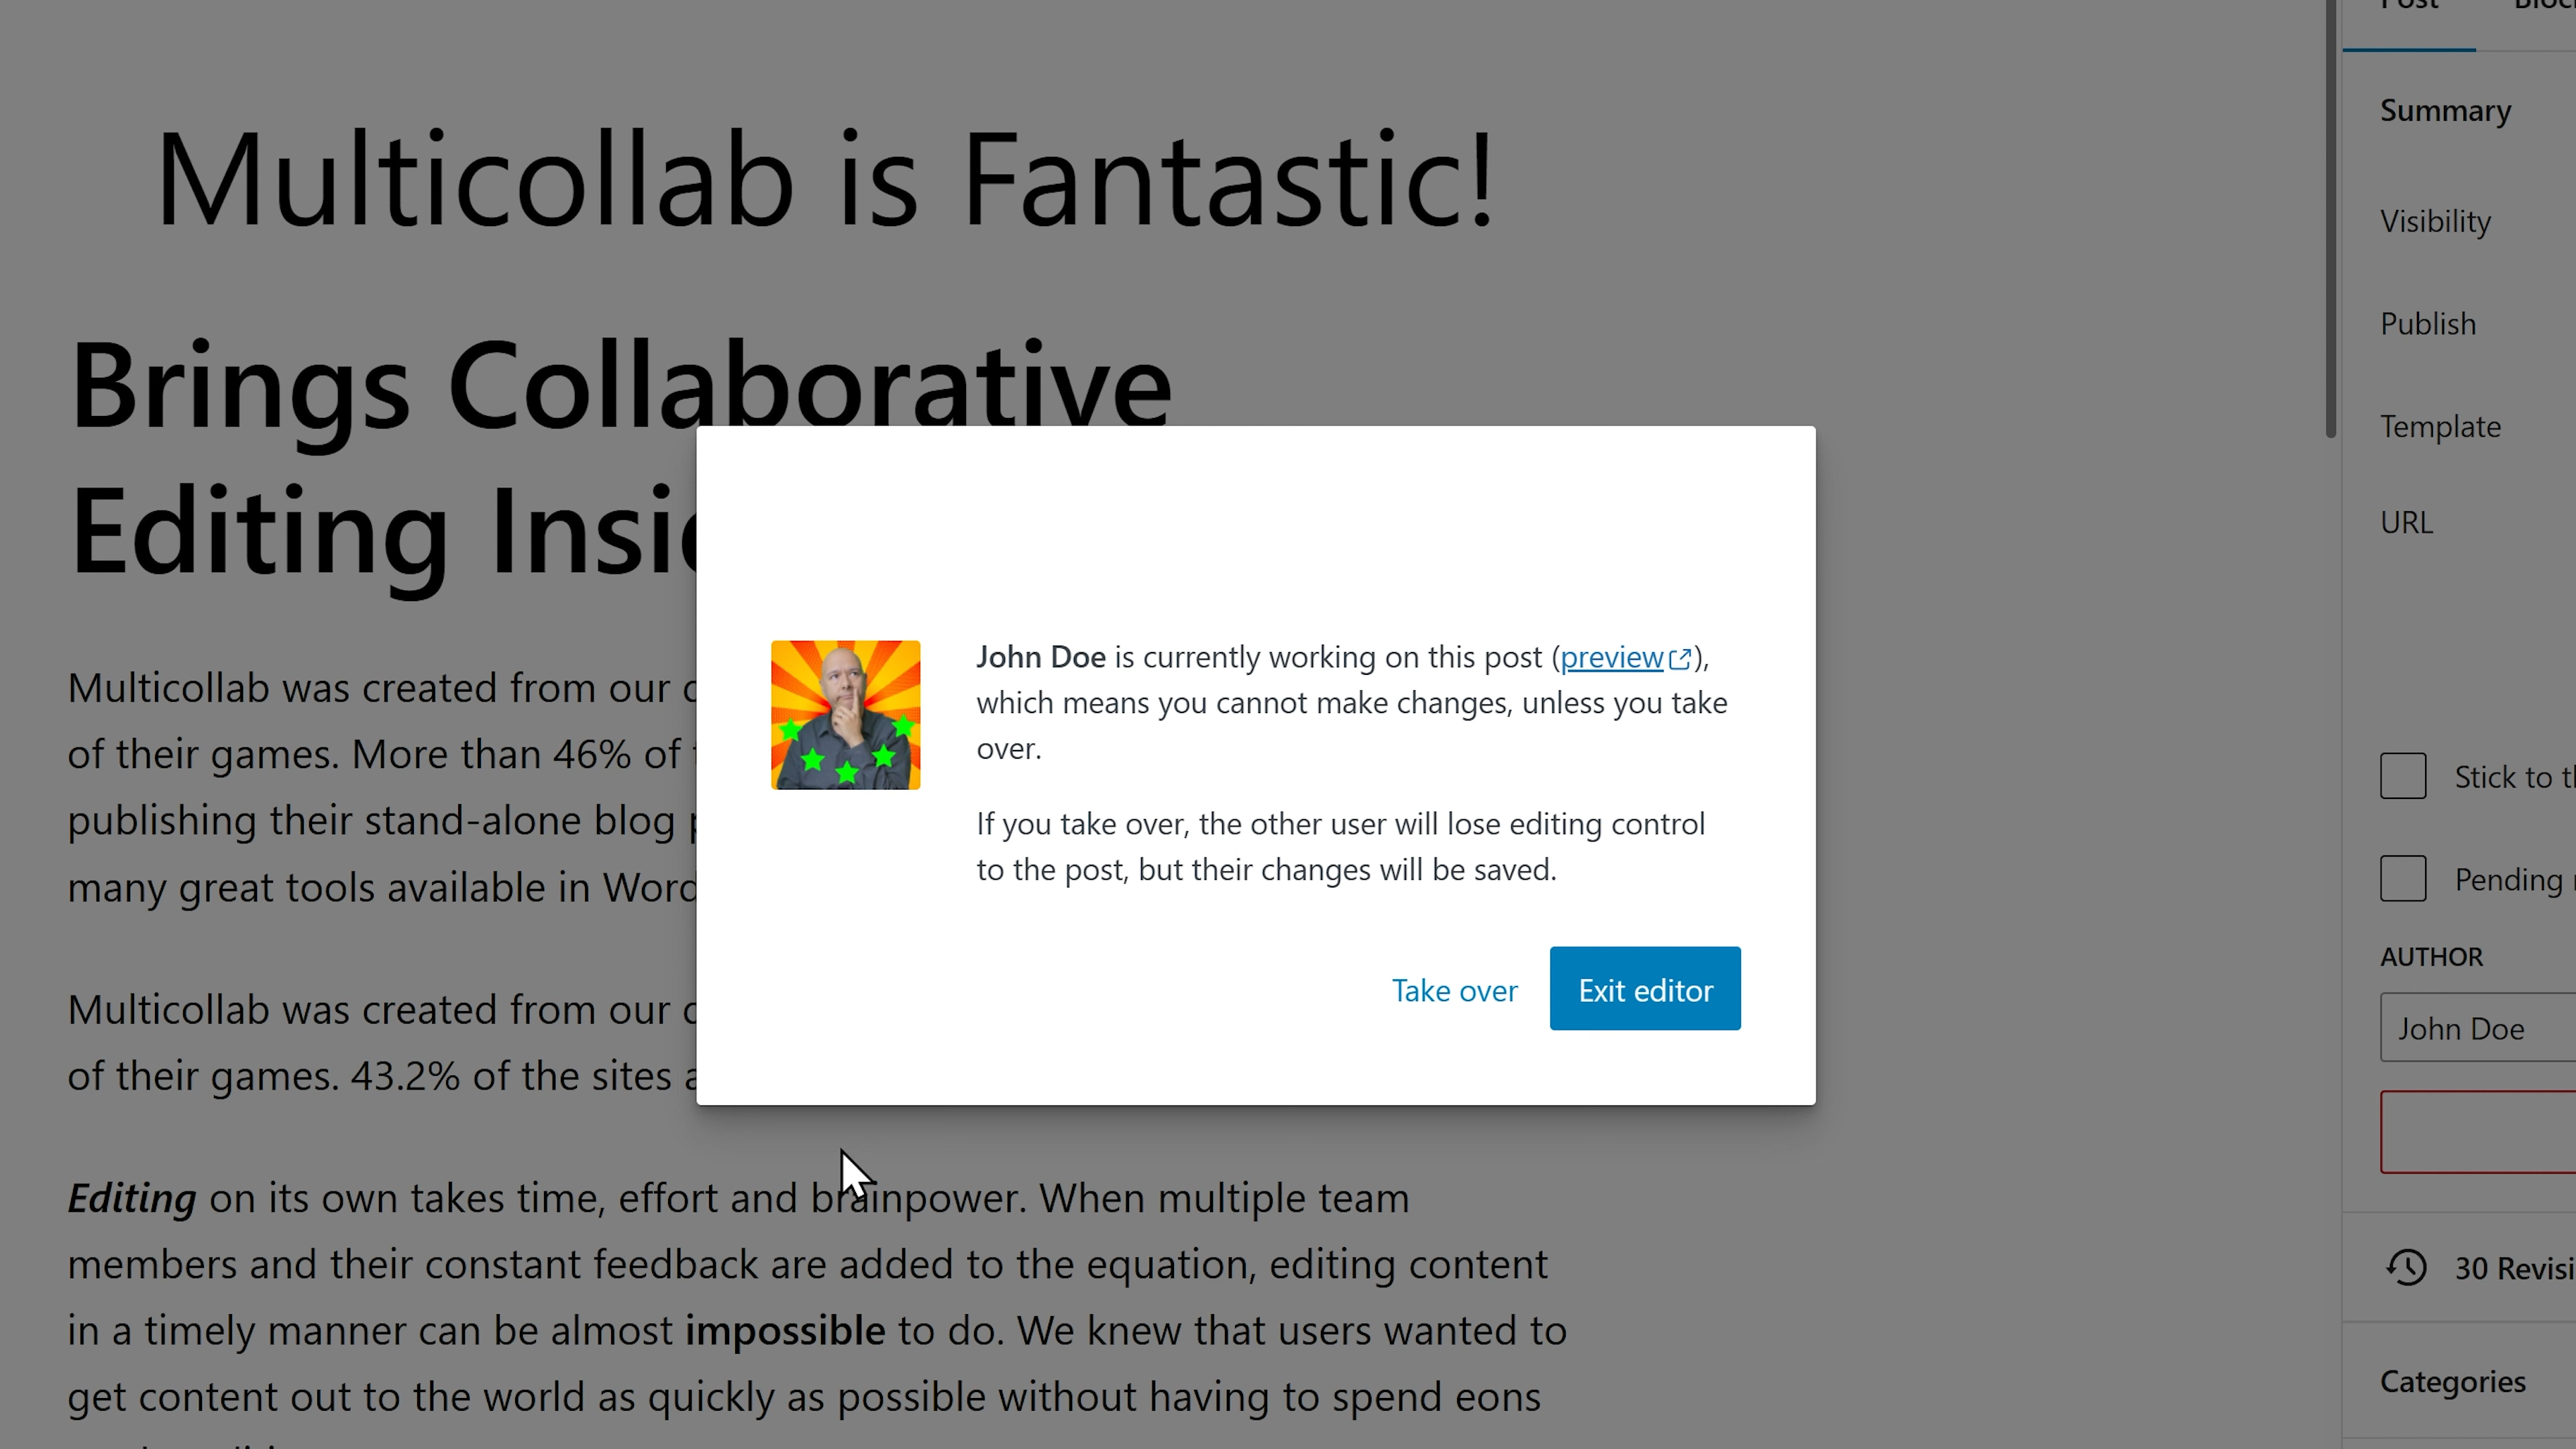 Multicollab is Fantastic!
Brings Collaborative
Editing
Multicollab was created from our
of their games. More than 46% of
publishing their stand-alone blog
many great tools available in
Multicollab was created from our
of their games. 43.2% of the sites
Editing on its own takes time, effort and brainpower. When multiple team
members and their constant feedback are added to the equation, editing content
in a timely manner can be almost impossible to do. We knew that users wanted to
get content out to the world as quickly as possible without having to spend eons
John Doe is currently working on this post (preview),
which means you cannot make changes, unless you take
over.
If you take over, the other user will lose editing control
to the post, but their changes will be saved.
Take over
Exit editor
Post
Summary
Visibility
Publish
Template
URL
Stick to
Pending
AUTHOR
John Doe
30
Categories